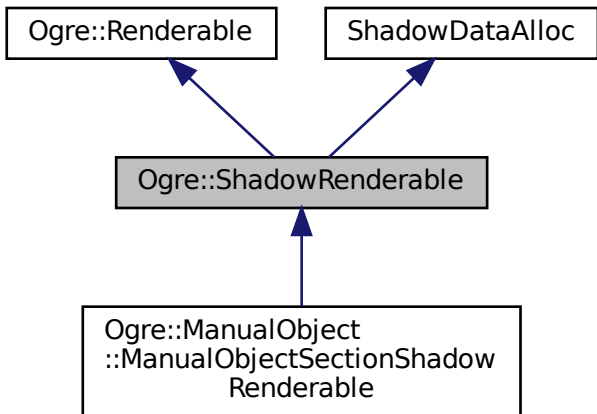 Ogre::Renderable
ShadowDataAlloc
Ogre::ShadowRenderable
Ogre::ManualObject
::ManualObjectSectionShadow
Renderable